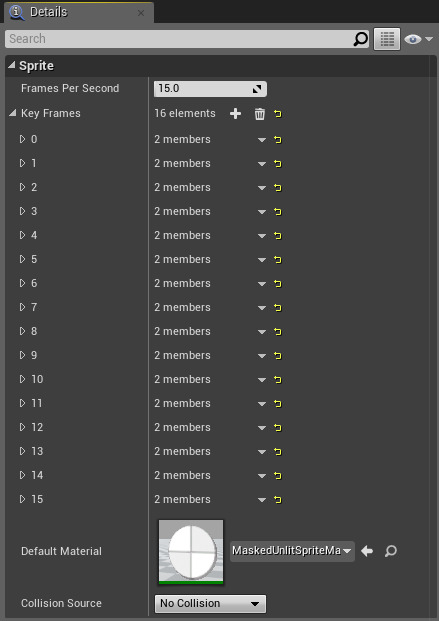 Details
Search
Sprite
Frames Per Second 15.0
Key Frames 16 elements
0 2 members
1 2 members
2 2 members
3 2 members
4 2 members
5 2 members
6 2 members
7 2 members
8 2 members
9 2 members
10 2 members
11 2 members
12 2 members
13 2 members
14 2 members
15 2 members
Default Material MaskedUnlitSpriteMa
Collision Source No Collision